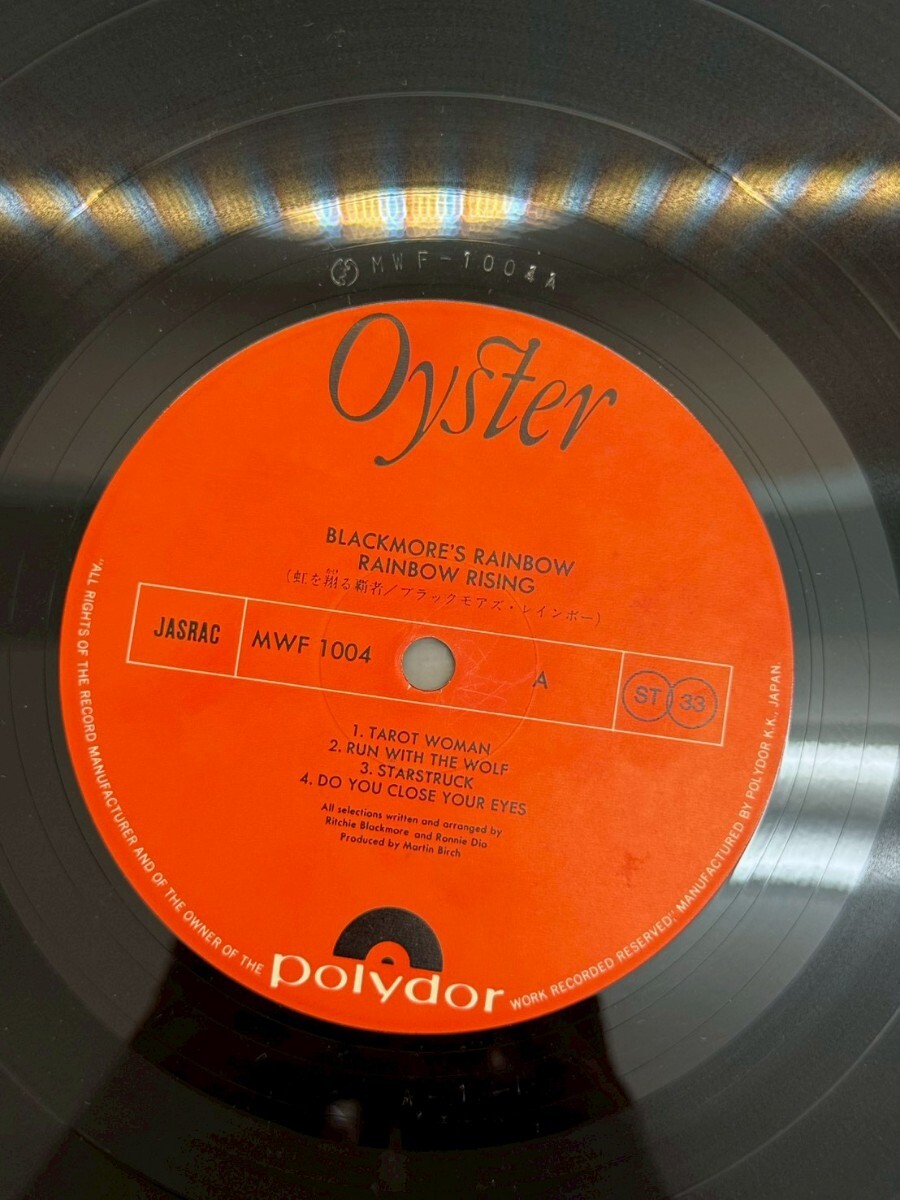 MWF-1004A
Oyster
BLACKMORE'S RAINBOW
RAINBOW RISING
(虹を翔る覇者/ブラックモアズ・レインボー)
JASRAC
MWF 1004
A
ST 33
1. TAROT WOMAN
2. RUN WITH THE WOLF
3. STARSTRUCK
4. DO YOU CLOSE YOUR EYES
All selections written and arranged by
Ritchie Blackmore and Ronnie Dio
Produced by Martin Birch
polydor
"ALL RIGHTS OF THE RECORD MANUFACTURER AND OF THE OWNER OF THE WORK RECORDED RESERVED." MANUFACTURED BY POLYDOR K.K., JAPAN.